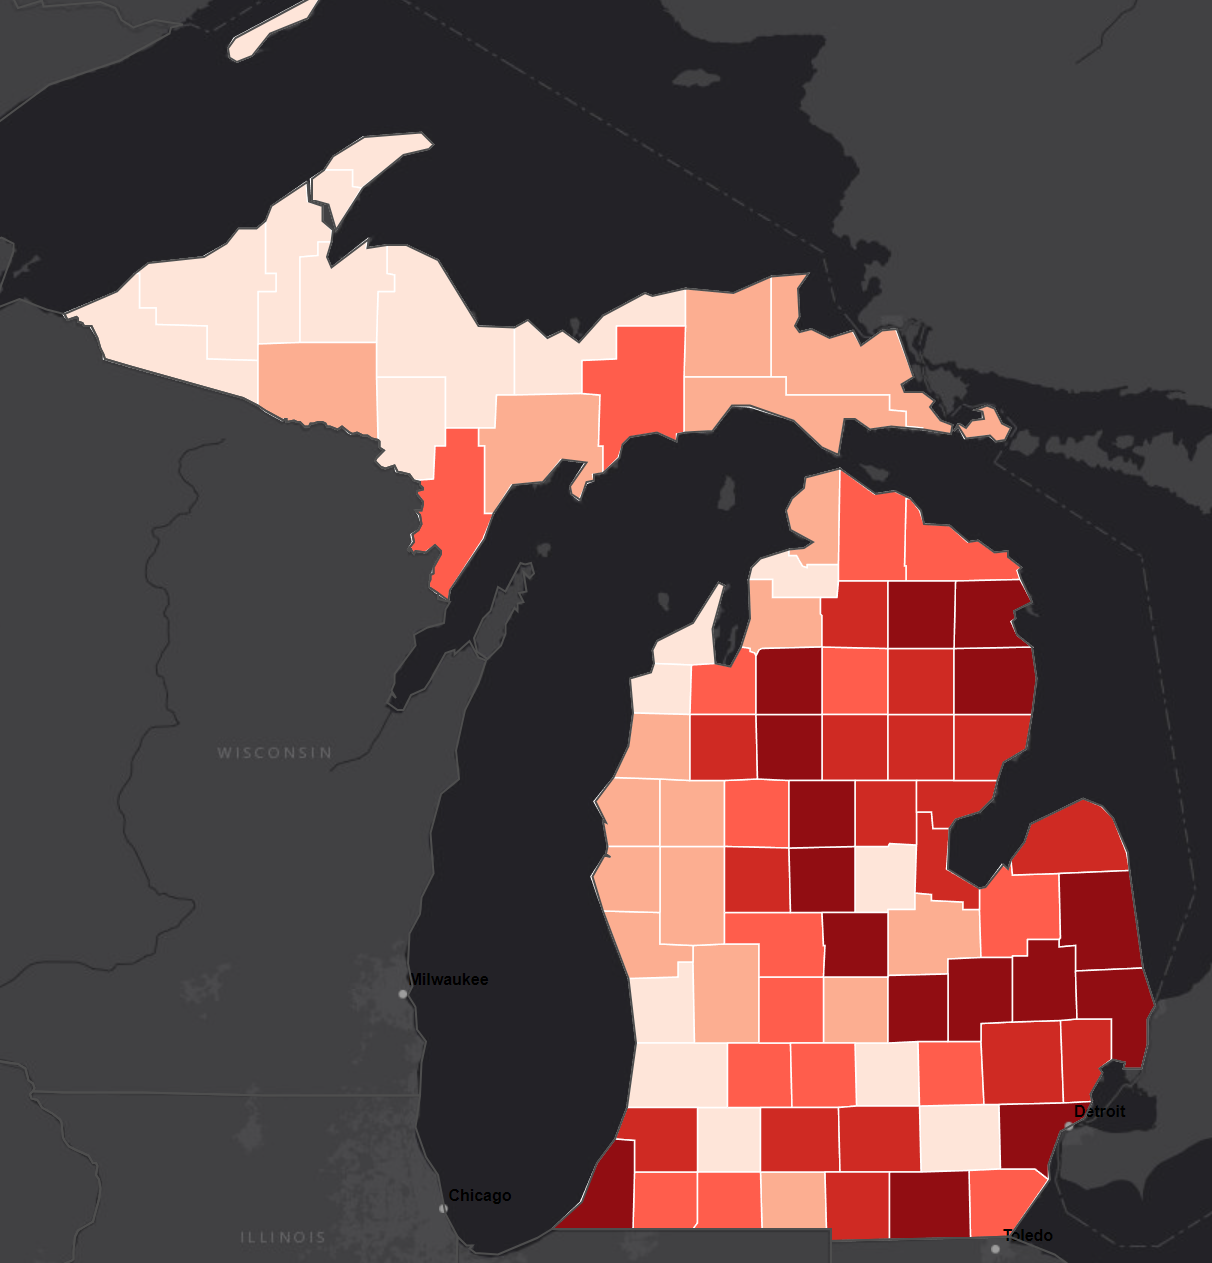 WISCONSIN
Milwaukee
Detroit
Chicago
ILLINOIS
Toledo